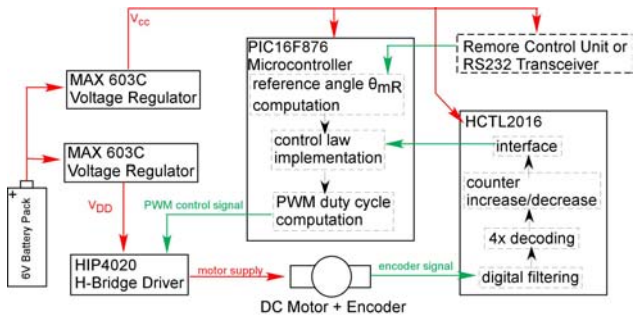 Vcc
PIC16F876
Microcontroller
reference angle θmR
computation
control law
implementation
PWM duty cycle
computation
Remore Control Unit or
RS232 Transceiver
MAX 603C
Voltage Regulator
MAX 603C
Voltage Regulator
HCTL2016
interface
counter
increase/decrease
4x decoding
digital filtering
+
6V Battery Pack
VDD
PWM control signal
HIP4020
H-Bridge Driver
motor supply
encoder signal
DC Motor + Encoder